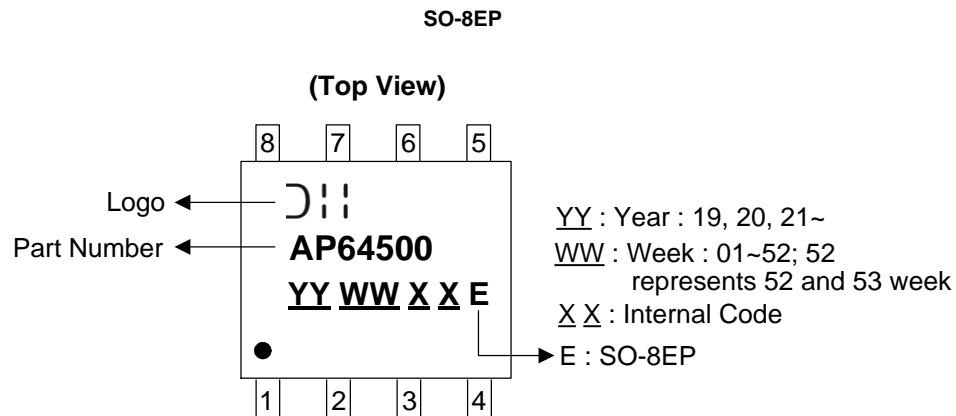 SO-8EP
(Top View)
8 7 6 5
Logo
Part Number
AP64500
YY WW X X E
1 2 3 4
YY : Year : 19, 20, 21~
WW : Week : 01~52; 52
represents 52 and 53 week
X X : Internal Code
E : SO-8EP